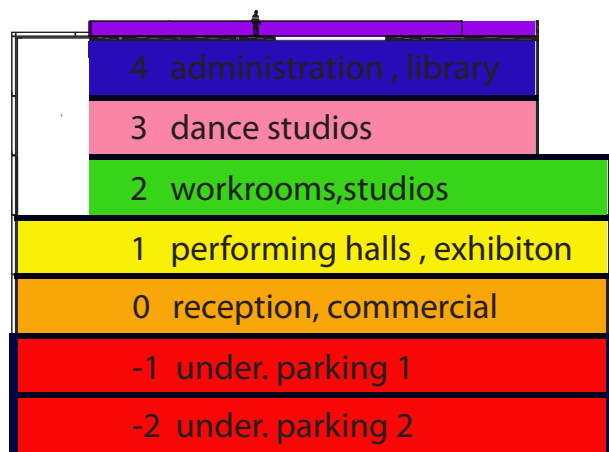 4 administration , library
3 dance studios
2 workrooms,studios
1 performing halls , exhibiton
0 reception, commercial
-1 under. parking 1
-2 under. parking 2